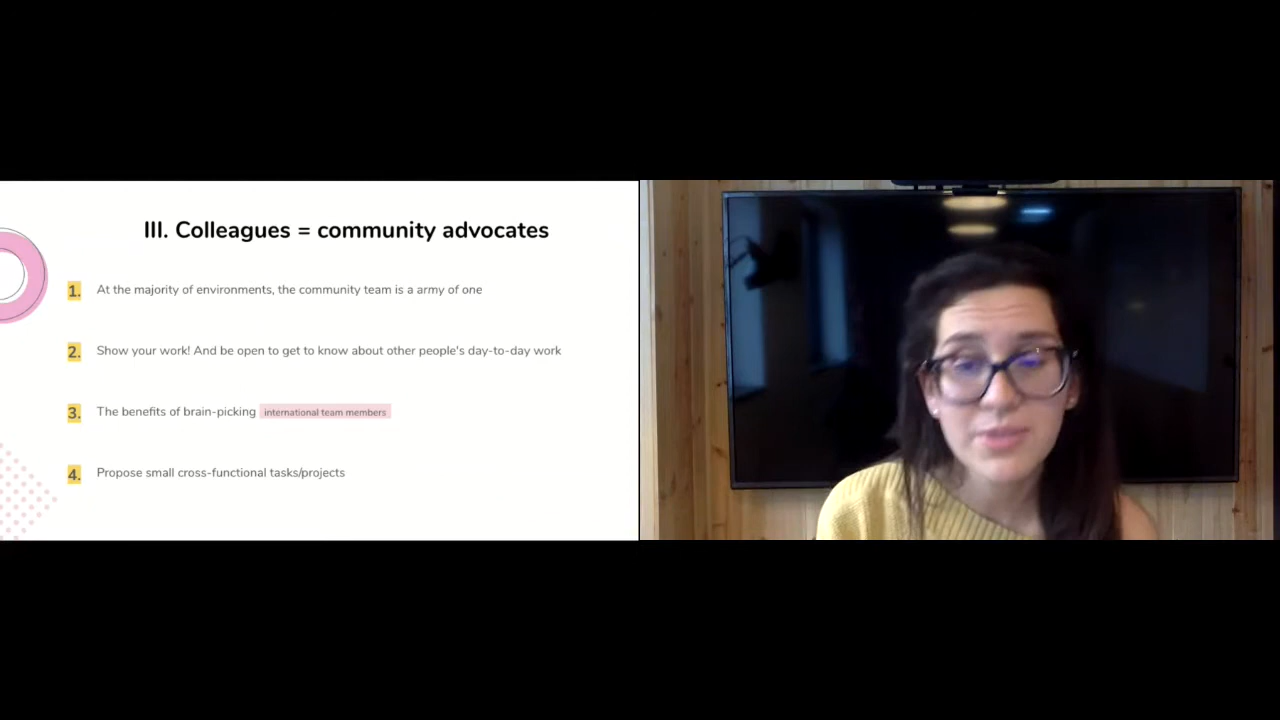 III. Colleagues = community advocates
1. At the majority of environments, the community team is a army of one
2. Show your work! And be open to get to know about other people's day-to-day work
3. The benefits of brain-picking international team members
4. Propose small cross-functional tasks/projects